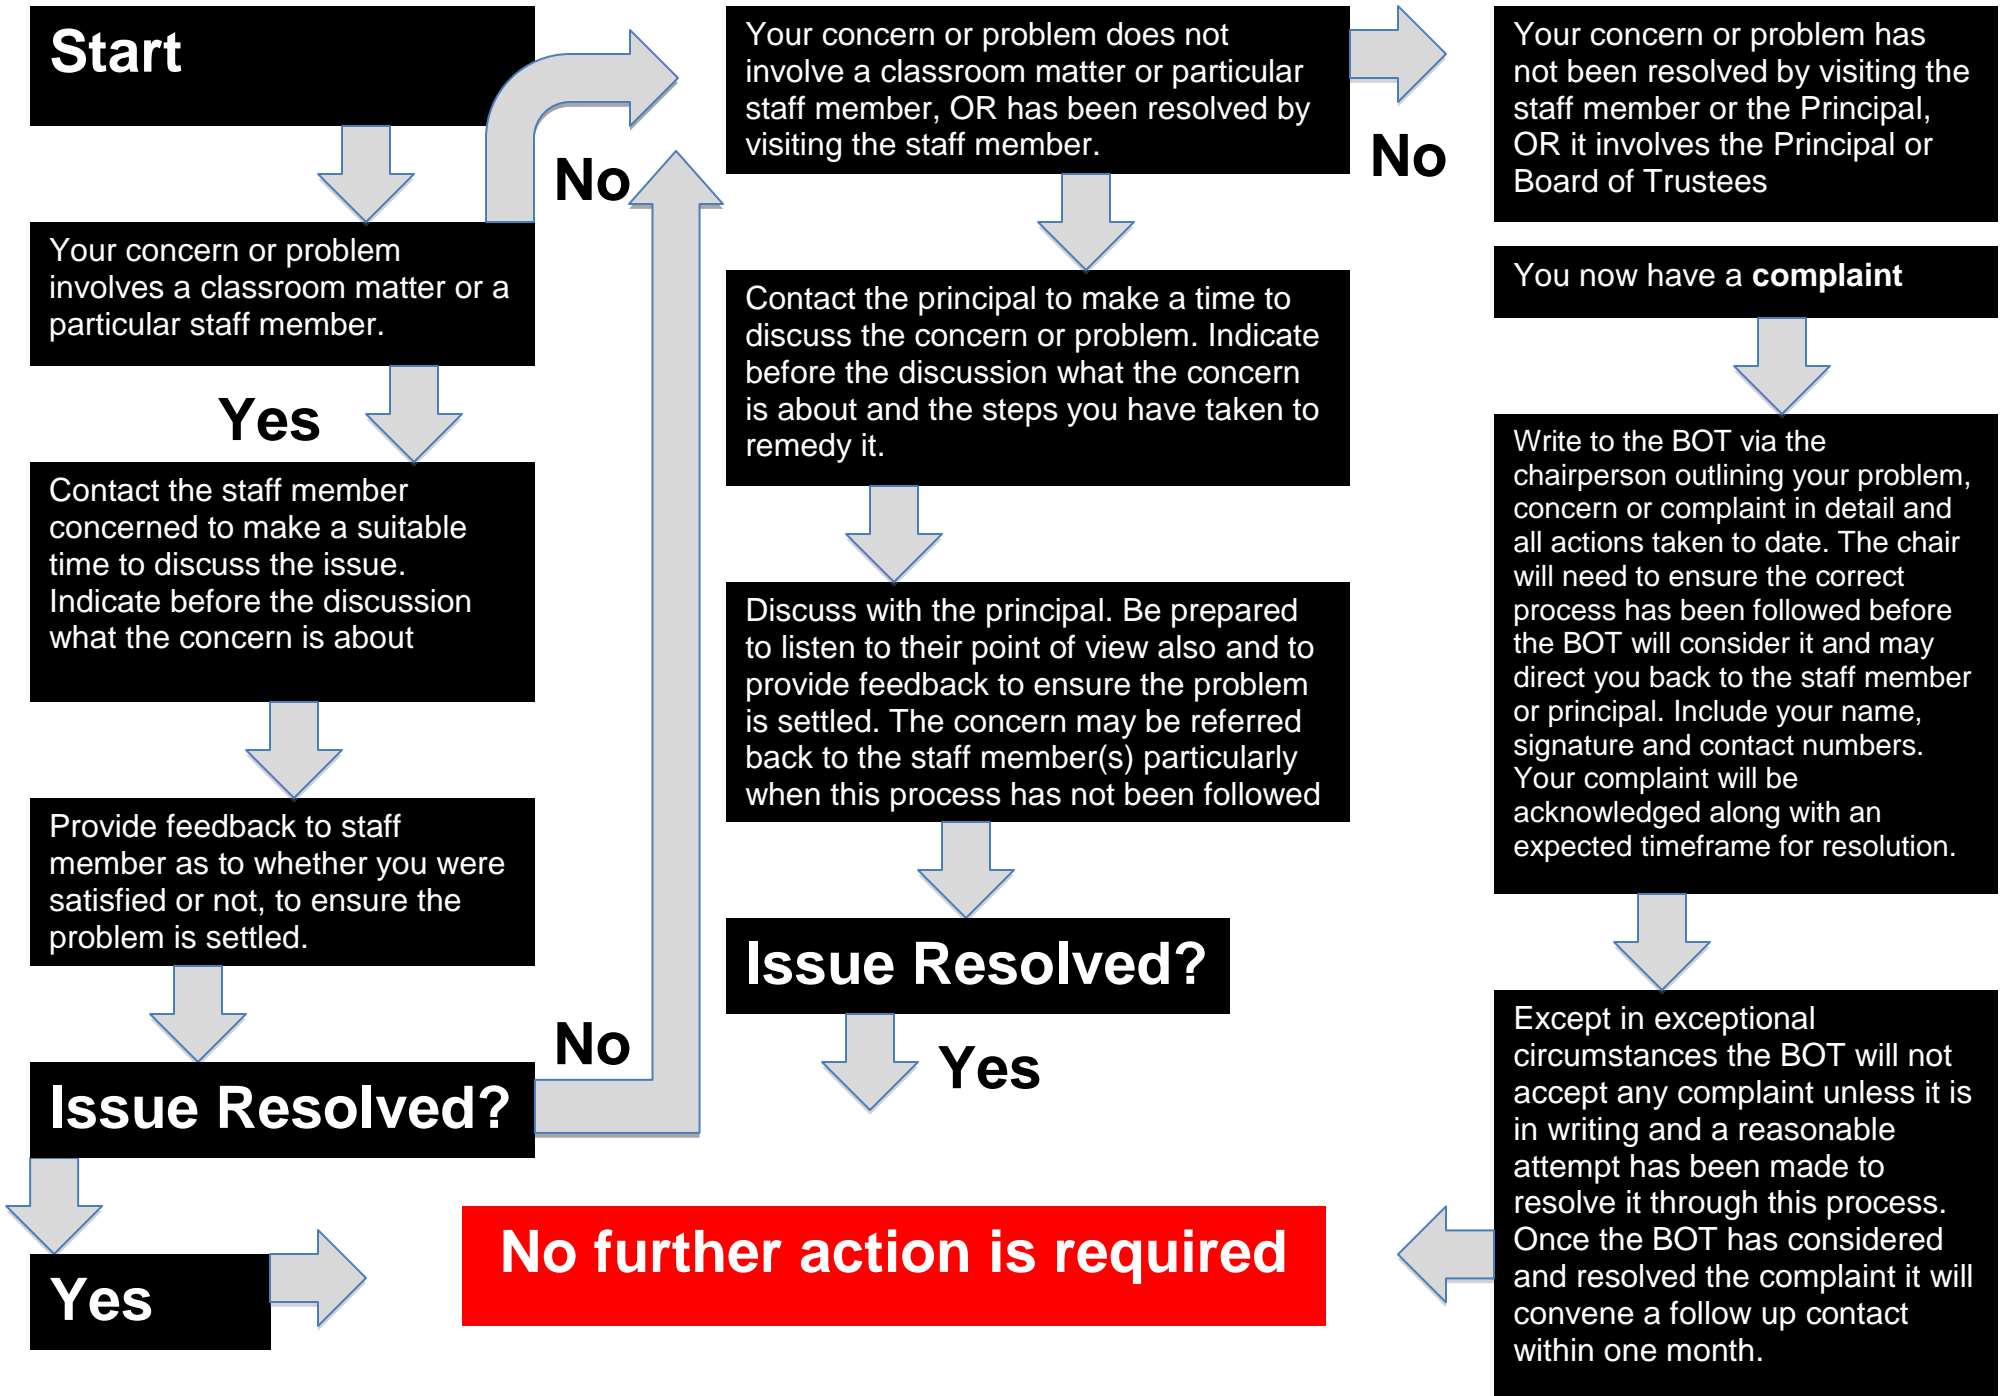 Start
Your concern or problem
involves a classroom matter or a
particular staff member.
Yes
Contact the staff member
concerned to make a suitable
time to discuss the issue.
Indicate before the discussion
what the concern is about
Provide feedback to staff
member as to whether you were
satisfied or not, to ensure the
problem is settled.
Issue Resolved?
Yes
No
No
Your concern or problem does not
involve a classroom matter or particular
staff member, OR has been resolved by
visiting the staff member.
Contact the principal to make a time to
discuss the concern or problem. Indicate
before the discussion what the concern
is about and the steps you have taken to
remedy it.
Discuss with the principal. Be prepared
to listen to their point of view also and to
provide feedback to ensure the problem
is settled. The concern may be referred
back to the staff member(s) particularly
when this process has not been followed
Issue Resolved?
Yes
No further action is required
No
Your concern or problem has
not been resolved by visiting the
staff member or the Principal,
OR it involves the Principal or
Board of Trustees
You now have a complaint
Write to the BOT via the
chairperson outlining your problem,
concern or complaint in detail and
all actions taken to date. The chair
will need to ensure the correct
process has been followed before
the BOT will consider it and may
direct you back to the staff member
or principal. Include your name,
signature and contact numbers.
Your complaint will be
acknowledged along with an
expected timeframe for resolution.
Except in exceptional
circumstances the BOT will not
accept any complaint unless it is
in writing and a reasonable
attempt has been made to
resolve it through this process.
Once the BOT has considered
and resolved the complaint it will
convene a follow up contact
within one month.